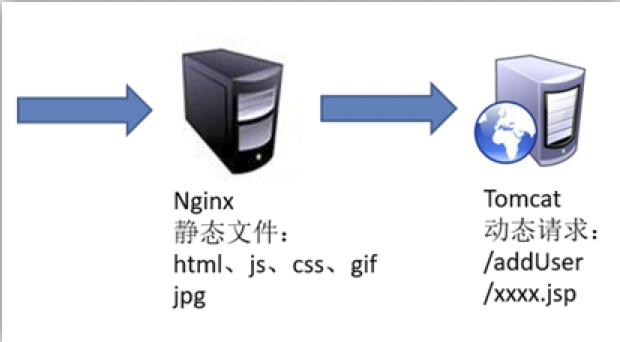 Nginx
静态文件：
html、js、css、gif
jpg
Tomcat
动态请求：
/addUser
/xxxx.jsp